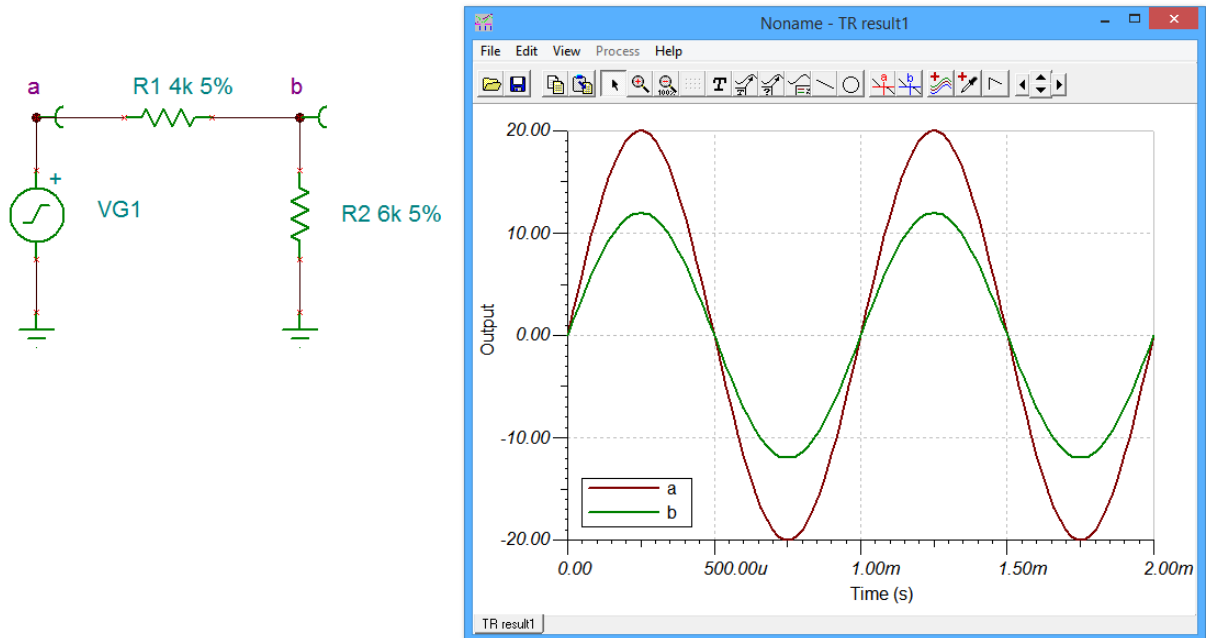 a
R1 4k 5%
b
+
VG1
R2 6k 5%
Noname - TR result1
File Edit View Process Help
T 100% T ? a b
20.00
10.00
0.00
-10.00
-20.00
Output
a
b
0.00 500.00u 1.00m 1.50m 2.00m
Time (s)
TR result1